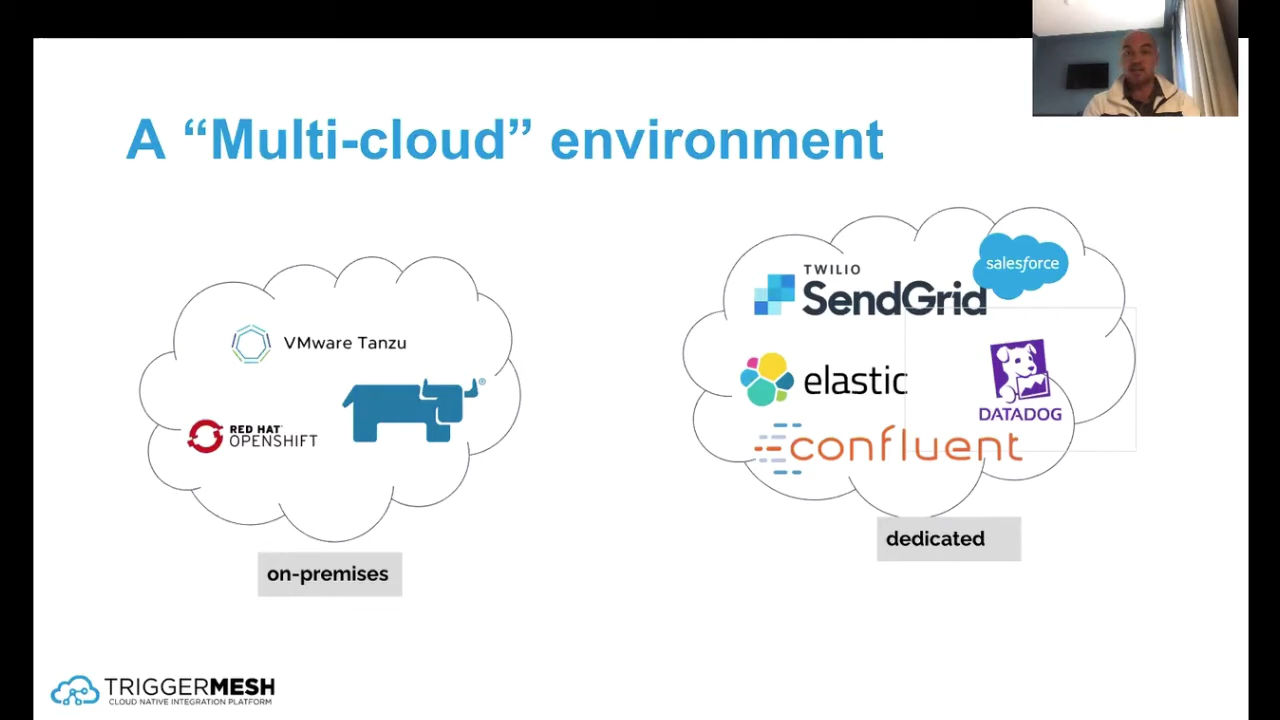 A “Multi-cloud” environment
VMware Tanzu
RED HAT®
OPENSHIFT
®
on-premises
TWILIO
SendGrid
salesforce
elastic
DATADOG
confluent
dedicated
TRIGGERMESH
CLOUD NATIVE INTEGRATION PLATFORM